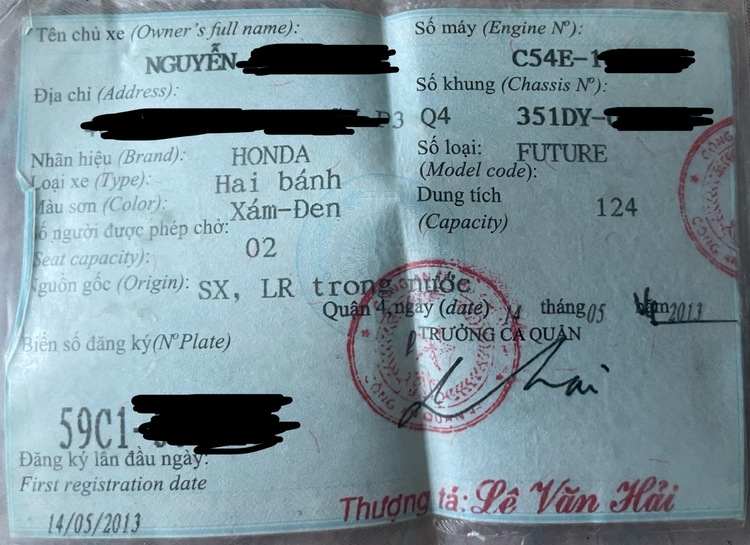 Tên chủ xe (Owner's full name):
NGUYỄN
Địa chỉ (Address):
P3 Q4
Nhãn hiệu (Brand): HONDA
Loại xe (Type): Hai bánh
Màu sơn (Color): Xám-Đen
Số người được phép chở: 02
Seat capacity):
Nguồn gốc (Origin): SX, LR trong nước
Biển số đăng ký(Nº Plate)
59C1-
Đăng ký lần đầu ngày:
First registration date
14/05/2013
Số máy (Engine Nº):
C54E-1
Số khung (Chassis Nº):
351DY-
Số loại: FUTURE
(Model code):
Dung tích 124
(Capacity)
Quận 4, ngày (date) 14 tháng 05 năm 2013
TRƯỞNG CA QUẬN
Thượng tá: Lê Văn Hải